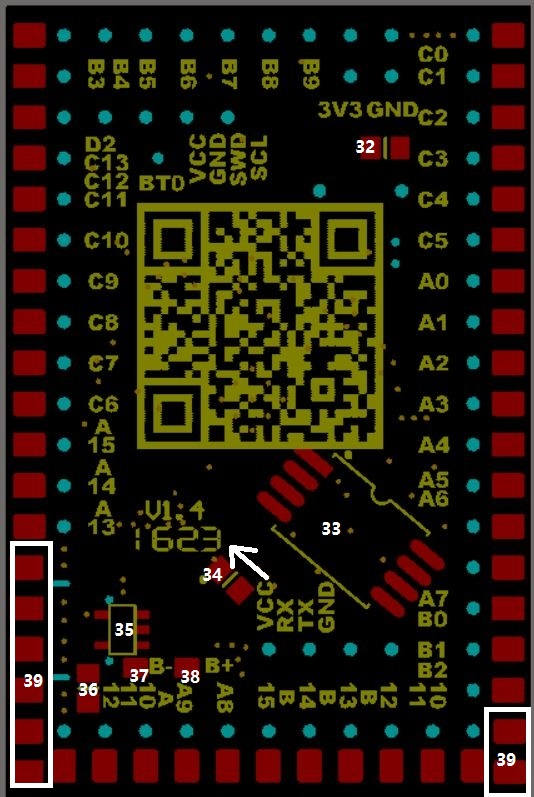 C0
B3 B4 B5 B6 B7 B8 B9 C1
3V3 GND C2
D2 VCC GND SWD SCL 32 C3
C13
C12 BT0
C11 C4
C10 C5
C9 A0
C8 A1
C7 A2
C6 A3
A
15 A4
A
14 A5
A6
A V1.4
13 33
1623
34
VCC RX TX GND A7
B0
35
B1
B- B+ B2
39 36 37 38
12 11 10 A A9 A8 15 B 14 B 13 B 12 11 10
39